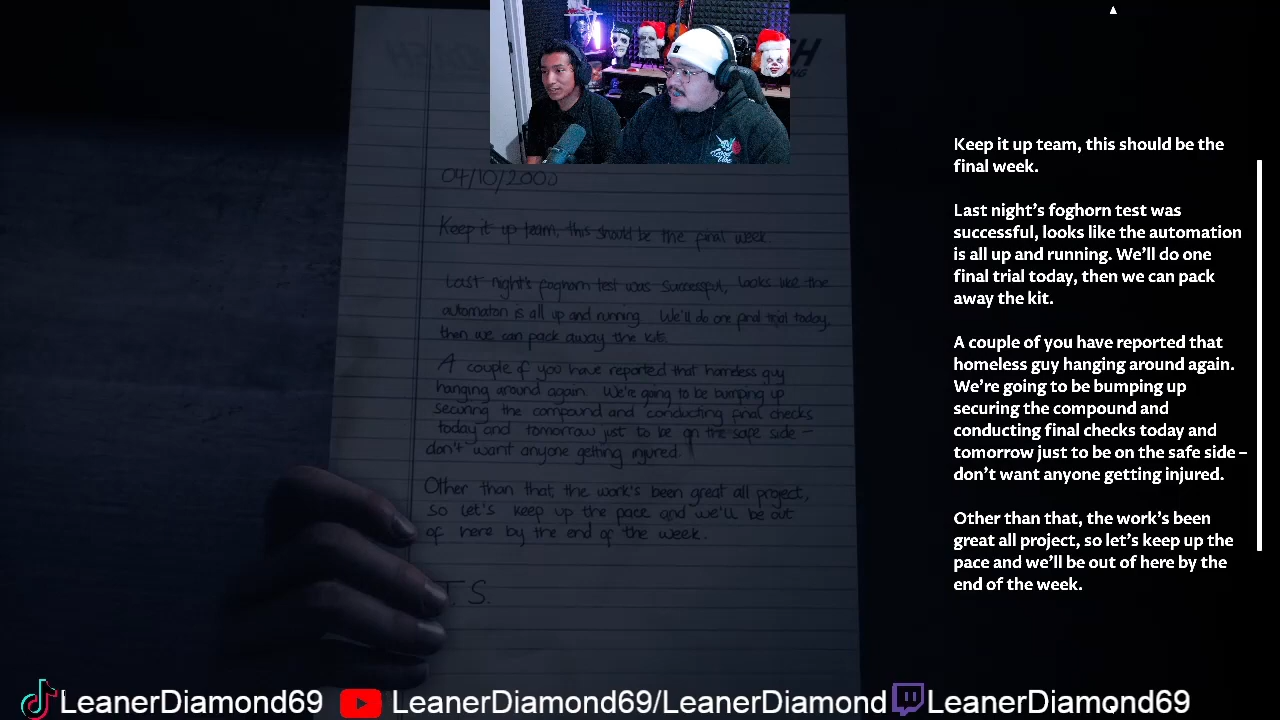 04/10/2000
Keep it up team, this should be the final week.
Last night's foghorn test was successful, looks like the
automation is all up and running. We'll do one final trial today,
then we can pack away the kit.
A couple of you have reported that homeless guy
hanging around again. We're going to be bumping up
securing the compound and conducting final checks
today and tomorrow just to be on the safe side –
don't want anyone getting injured.
Other than that, the work's been great all project,
so let's keep up the pace and we'll be out
of here by the end of the week.
T. S.
Keep it up team, this should be the
final week.
Last night's foghorn test was
successful, looks like the automation
is all up and running. We'll do one
final trial today, then we can pack
away the kit.
A couple of you have reported that
homeless guy hanging around again.
We're going to be bumping up
securing the compound and
conducting final checks today and
tomorrow just to be on the safe side –
don't want anyone getting injured.
Other than that, the work's been
great all project, so let's keep up the
pace and we'll be out of here by the
end of the week.
LeanerDiamond69 LeanerDiamond69/LeanerDiamond LeanerDiamond69